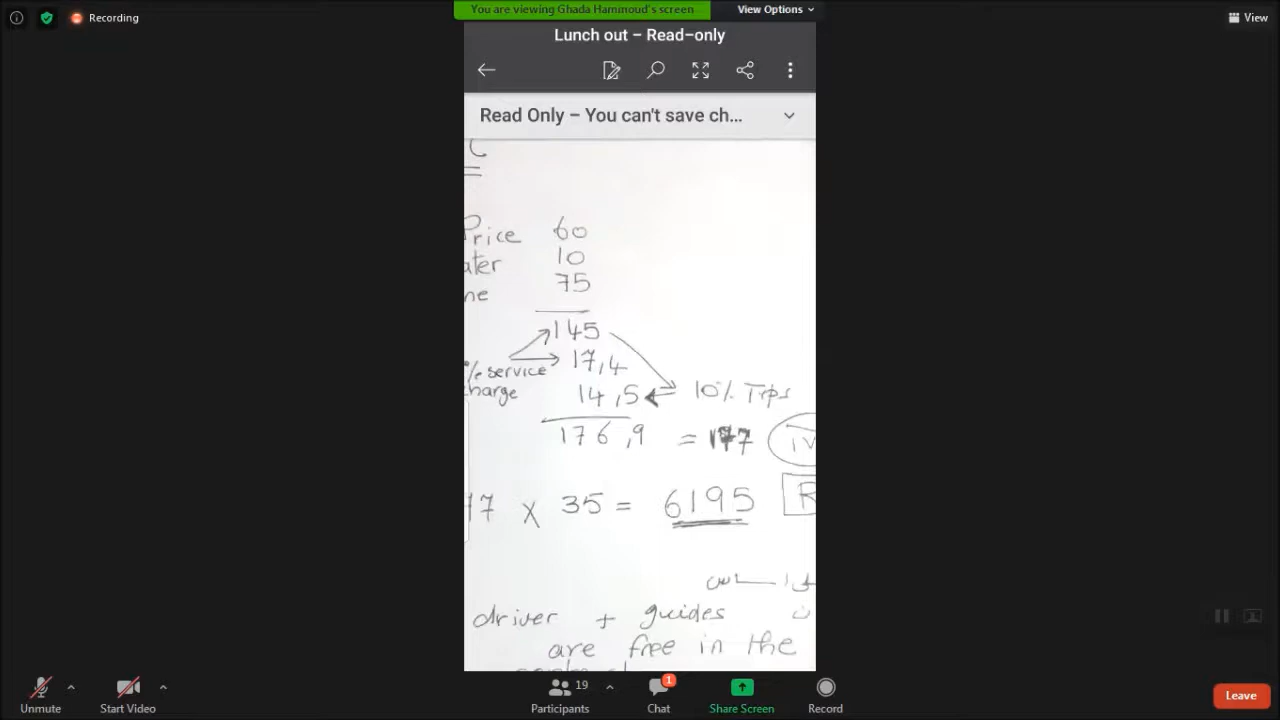 You are viewing Ghada Hammoud's screen
View Options
Recording
View
Lunch out – Read-only
Read Only – You can't save ch...
Price 60
ater 10
ne 75
145
% service 17,4
charge
14,5 10% Tips
176,9 = 177
17 X 35 = 6195
driver + guides
are free in the
Unmute
Start Video
19
Participants
1
Chat
Share Screen
Record
Leave